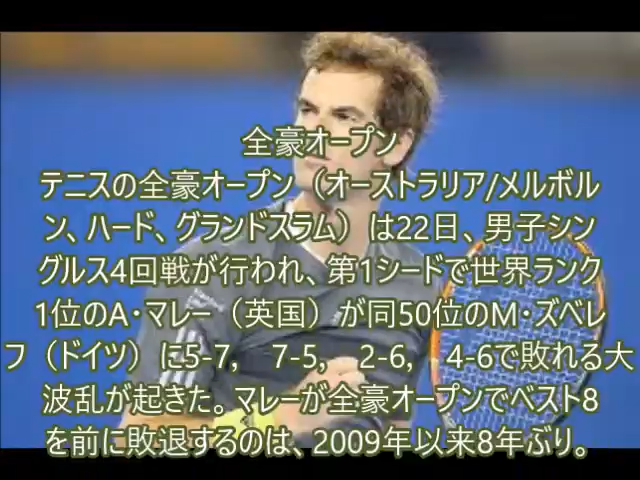 全豪オープン
テニスの全豪オープン（オーストラリア/メルボル
ン、ハード、グランドスラム）は22日、男子シン
グルス4回戦が行われ、第1シードで世界ランク
1位のA・マレー（英国）が同50位のM・ズベレ
フ（ドイツ）に5-7, 7-5, 2-6, 4-6で敗れる大
波乱が起きた。マレーが全豪オープンでベスト8
を前に敗退するのは、2009年以来8年ぶり。